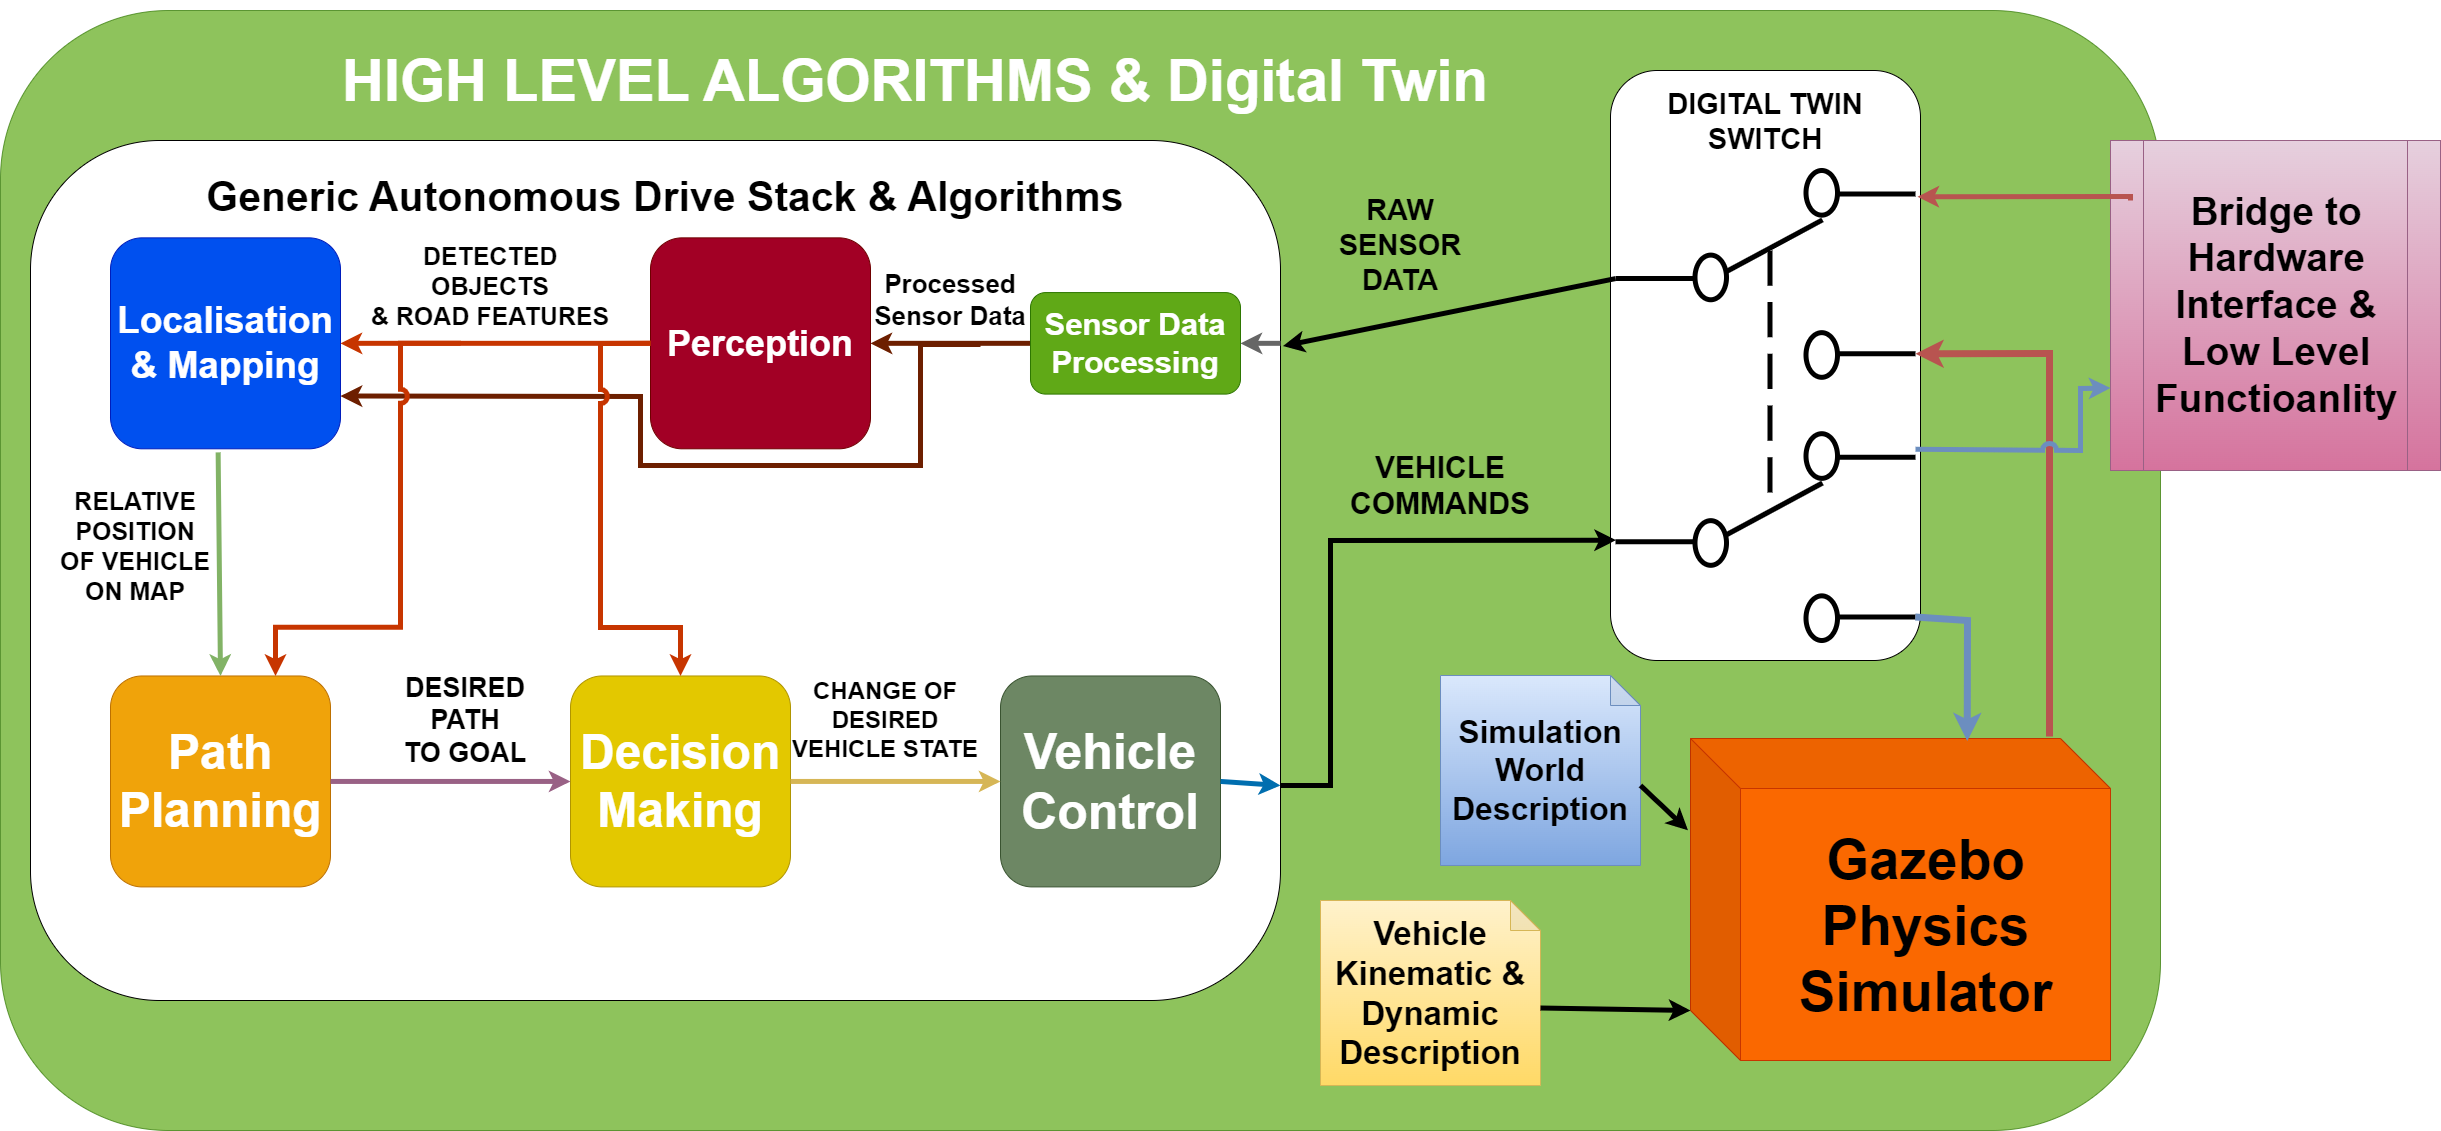 HIGH LEVEL ALGORITHMS & Digital Twin
Generic Autonomous Drive Stack & Algorithms
Localisation
& Mapping
DETECTED
OBJECTS
& ROAD FEATURES
Perception
Processed
Sensor Data
Sensor Data
Processing
RELATIVE
POSITION
OF VEHICLE
ON MAP
Path
Planning
DESIRED
PATH
TO GOAL
Decision
Making
CHANGE OF
DESIRED
VEHICLE STATE
Vehicle
Control
RAW
SENSOR
DATA
VEHICLE
COMMANDS
DIGITAL TWIN
SWITCH
Bridge to
Hardware
Interface &
Low Level
Functioanlity
Simulation
World
Description
Vehicle
Kinematic &
Dynamic
Description
Gazebo
Physics
Simulator